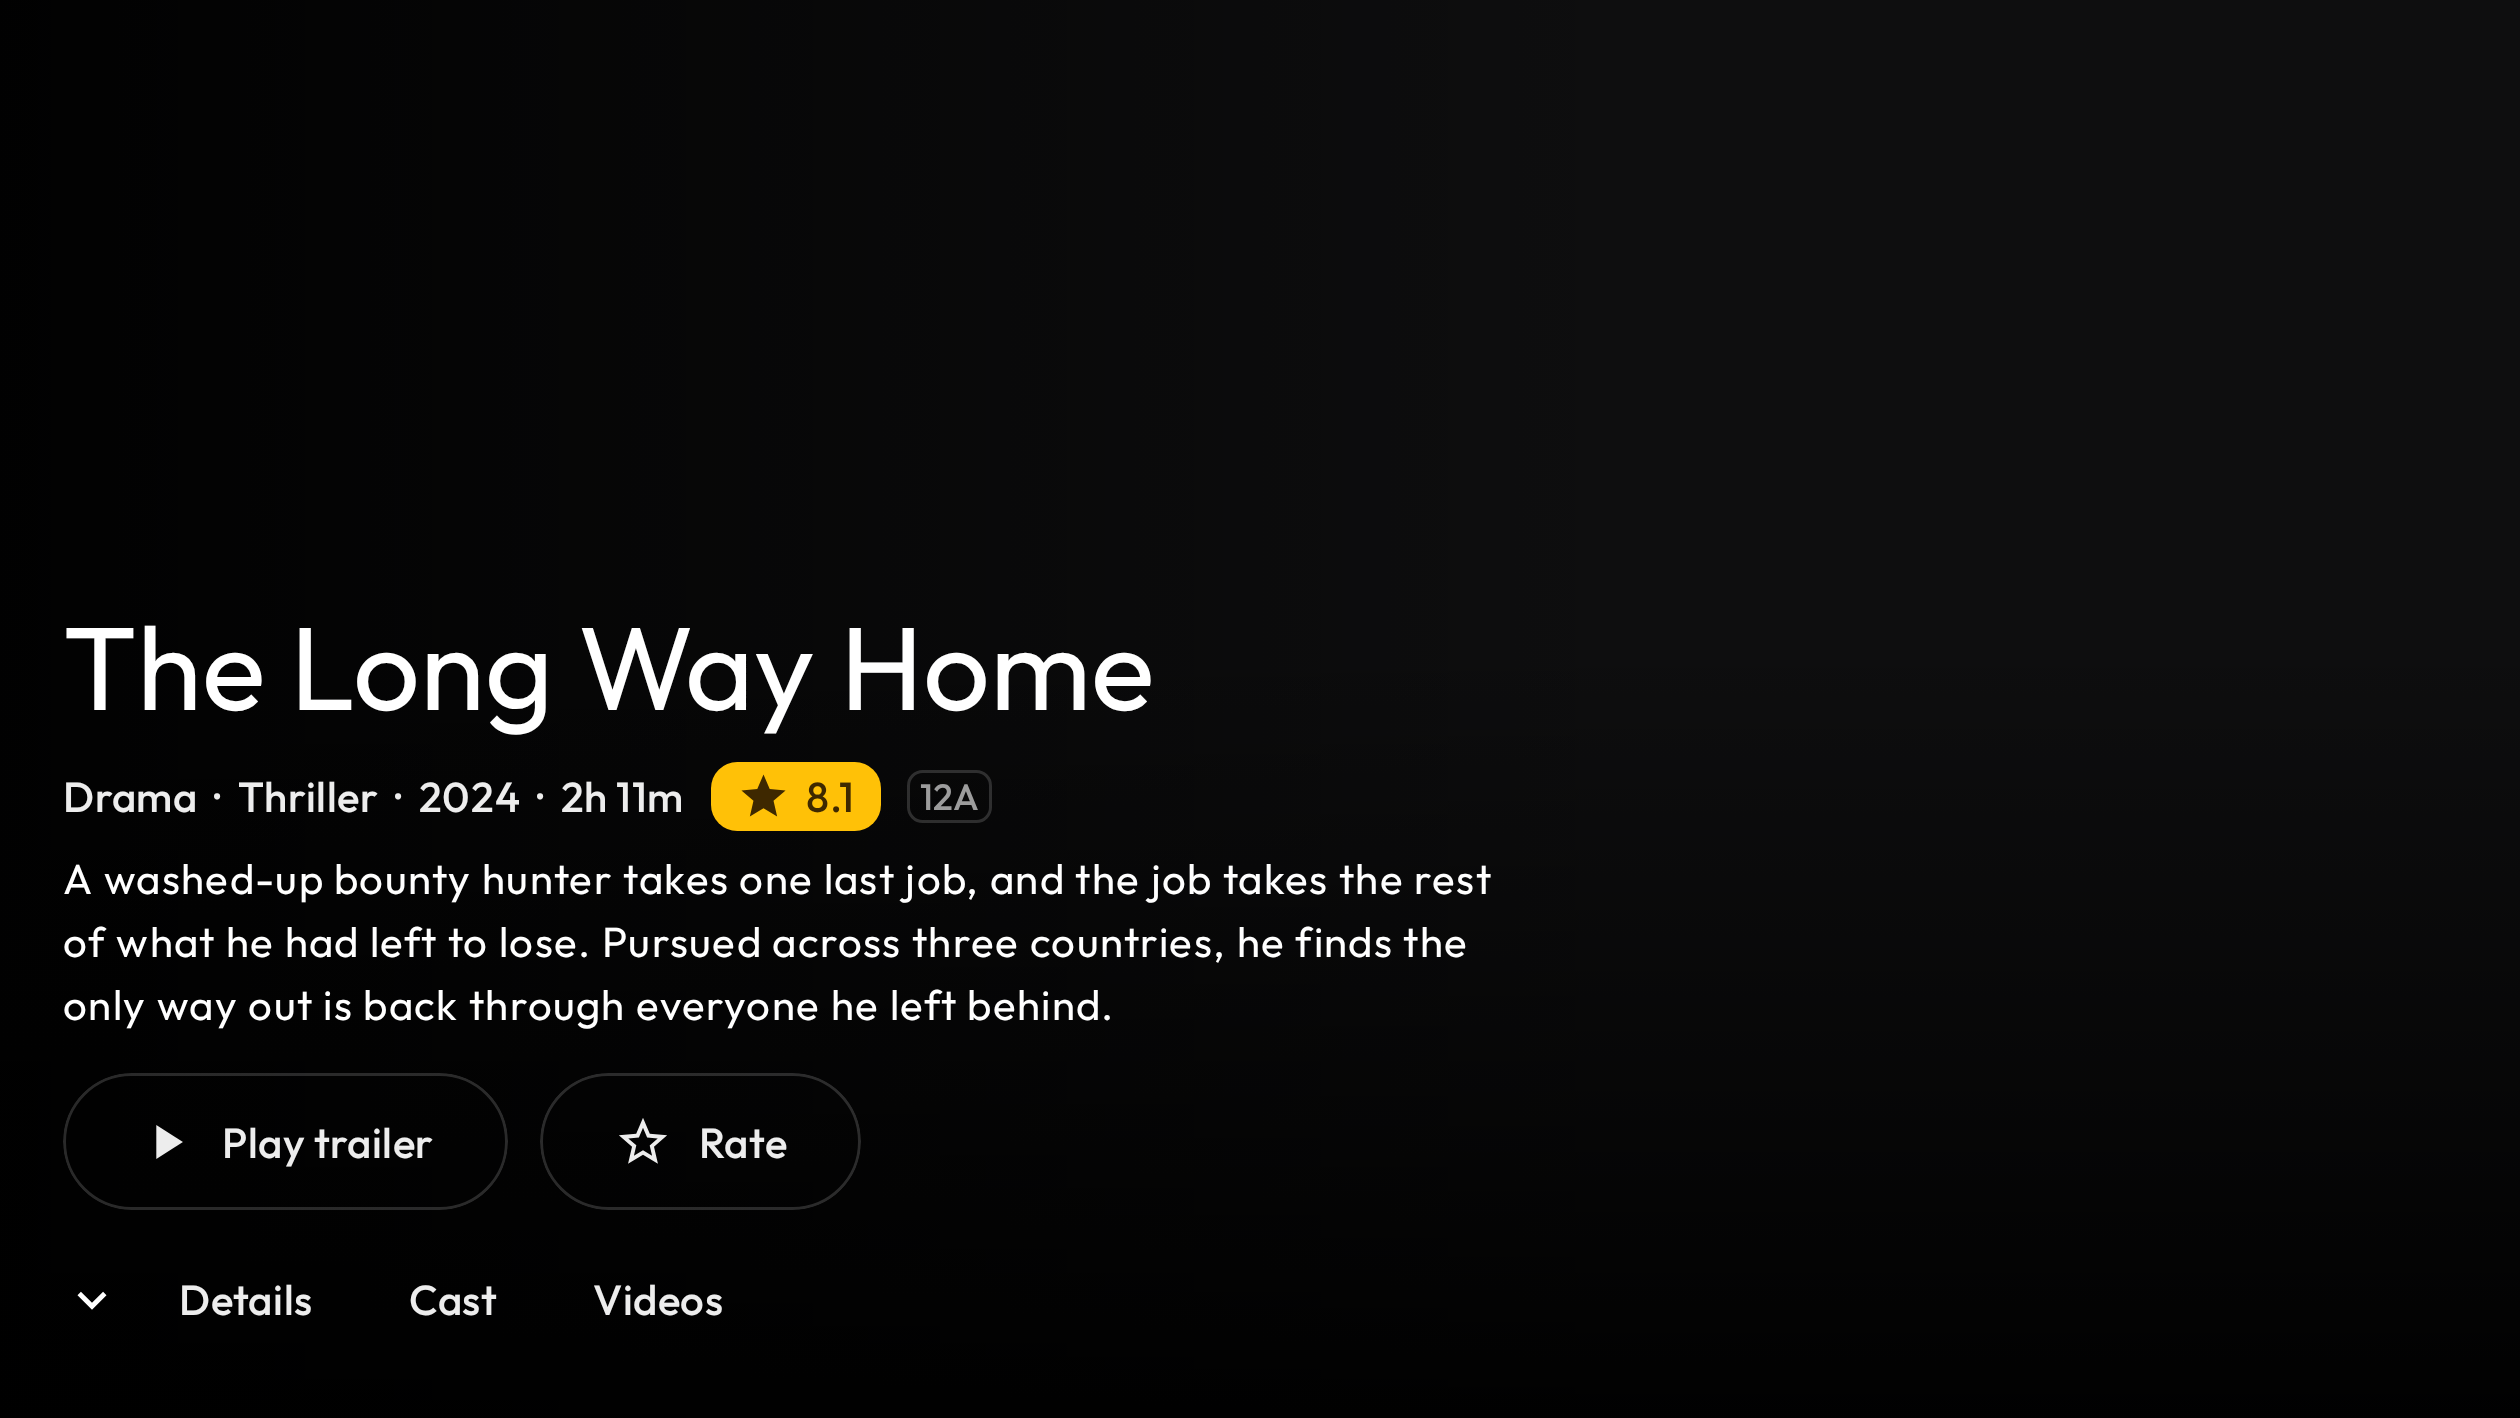 The Long Way Home
Drama · Thriller · 2024 · 2h 11m 8.1 12A
A washed-up bounty hunter takes one last job, and the job takes the rest
of what he had left to lose. Pursued across three countries, he finds the
only way out is back through everyone he left behind.
Play trailer Rate
Details Cast Videos